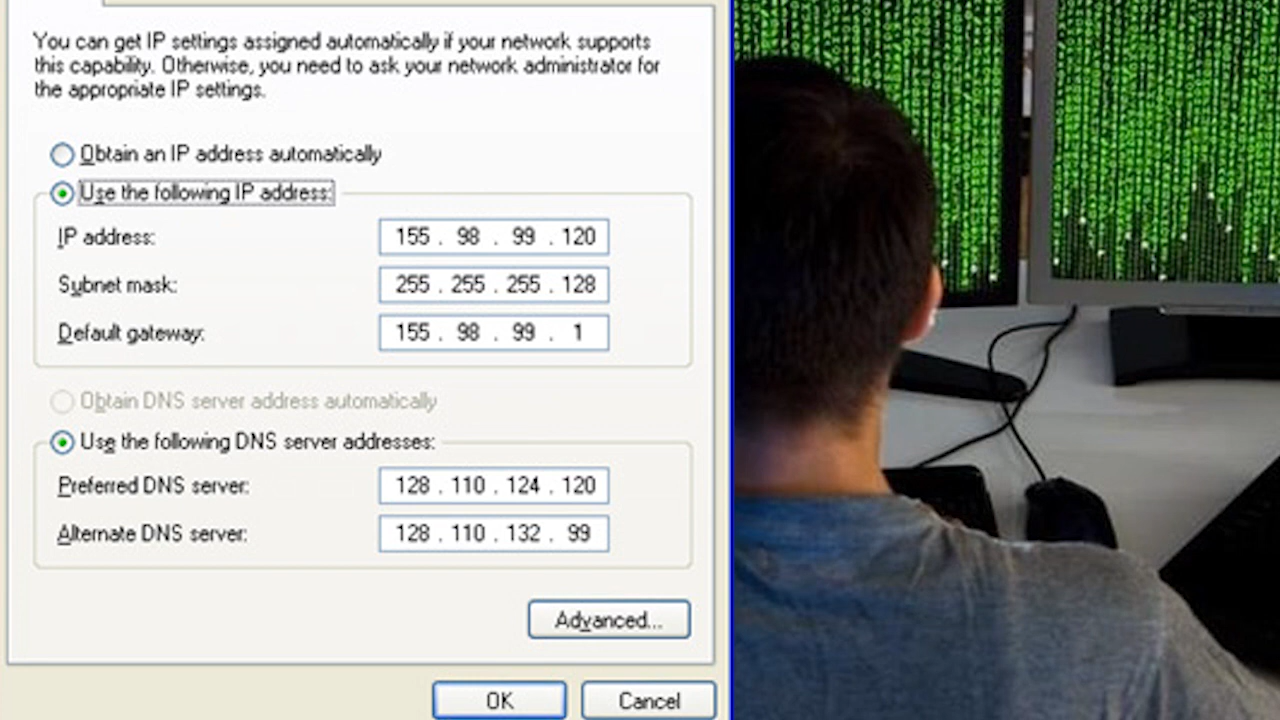 You can get IP settings assigned automatically if your network supports
this capability. Otherwise, you need to ask your network administrator for
the appropriate IP settings.
Obtain an IP address automatically
Use the following IP address:
IP address: 155 . 98 . 99 . 120
Subnet mask: 255 . 255 . 255 . 128
Default gateway: 155 . 98 . 99 . 1
Obtain DNS server address automatically
Use the following DNS server addresses:
Preferred DNS server: 128 . 110 . 124 . 120
Alternate DNS server: 128 . 110 . 132 . 99
Advanced...
OK Cancel